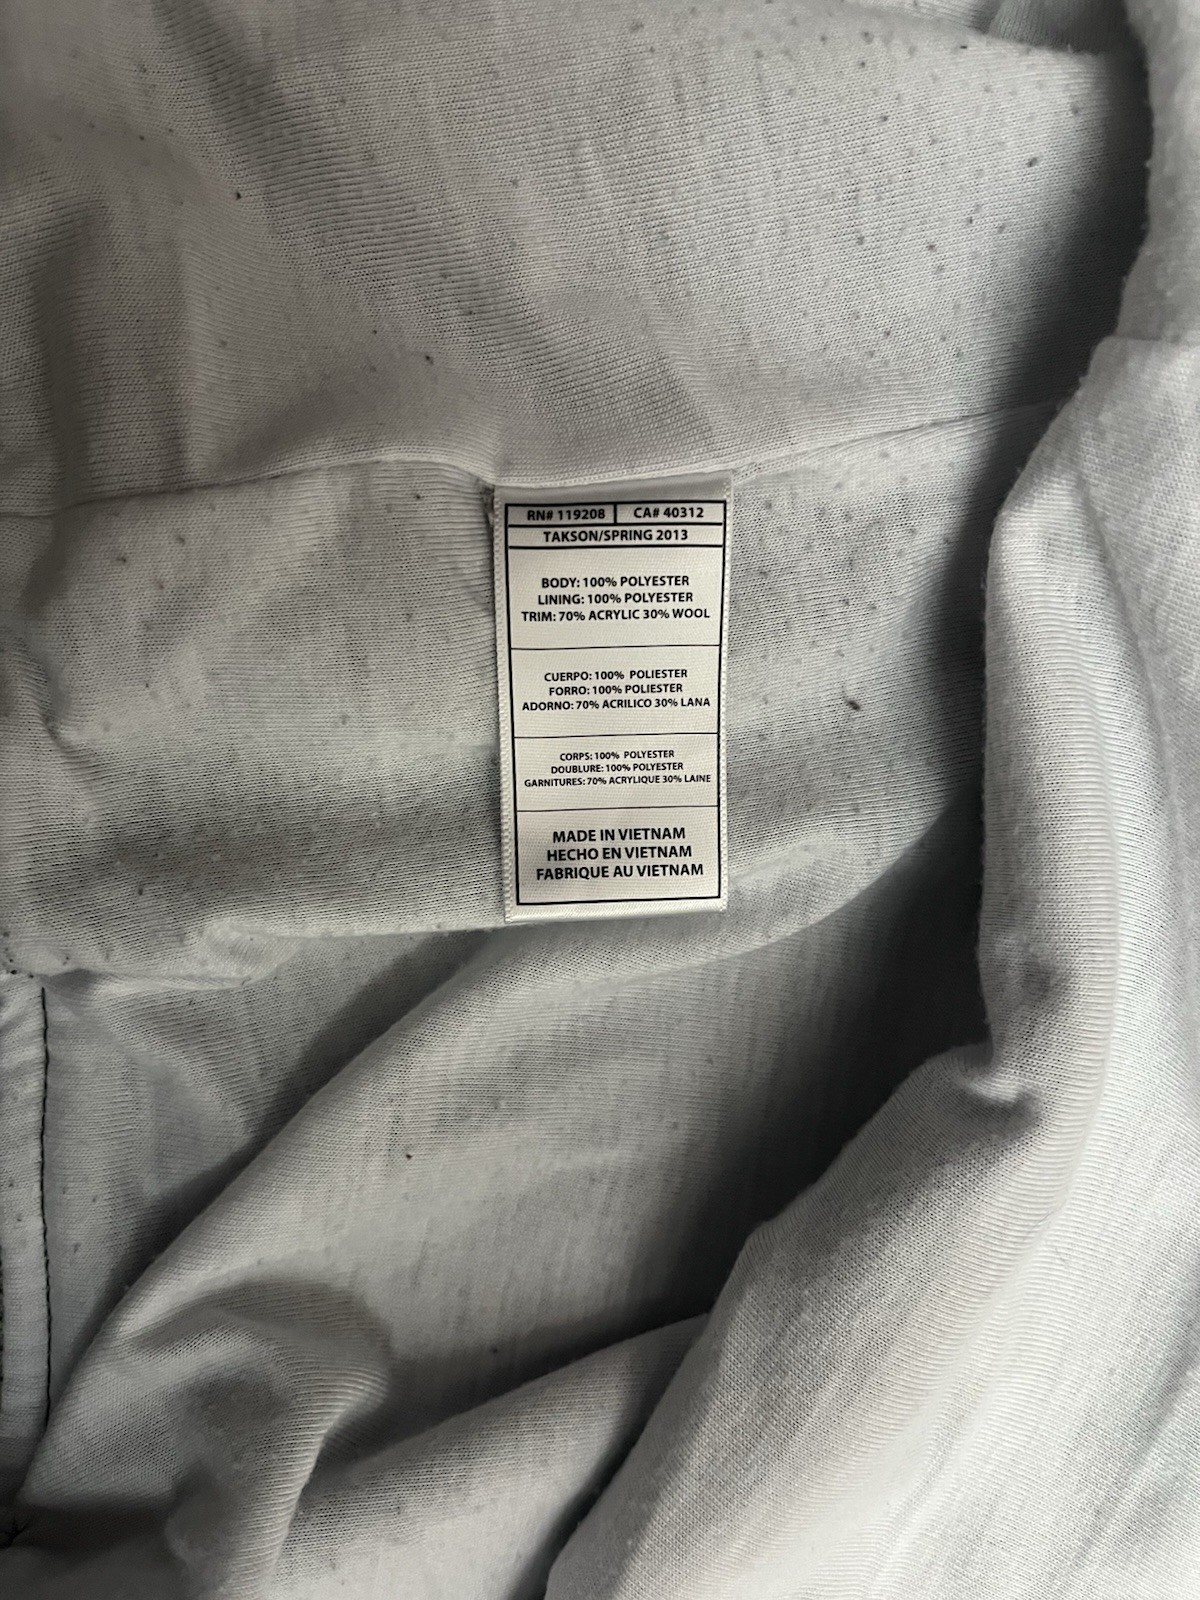 RN# 119208 CA# 40312
TAKSON/SPRING 2013
BODY: 100% POLYESTER
LINING: 100% POLYESTER
TRIM: 70% ACRYLIC 30% WOOL
CUERPO: 100% POLIESTER
FORRO: 100% POLIESTER
ADORNO: 70% ACRILICO 30% LANA
CORPS: 100% POLYESTER
DOUBLURE: 100% POLYESTER
GARNITURES: 70% ACRYLIQUE 30% LAINE
MADE IN VIETNAM
HECHO EN VIETNAM
FABRIQUE AU VIETNAM